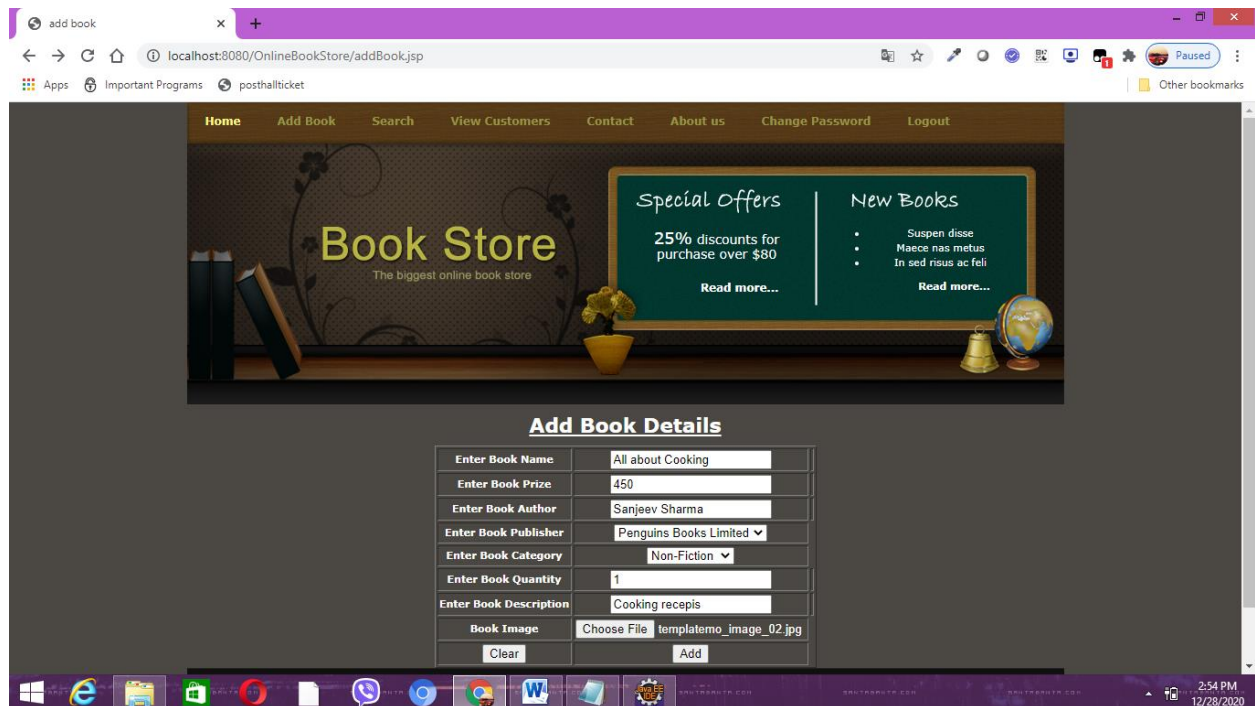 add book
localhost:8080/OnlineBookStore/addBook.jsp
Paused
Apps Important Programs posthallticket Other bookmarks
Home Add Book Search View Customers Contact About us Change Password Logout
Book Store
The biggest online book store
Special Offers
25% discounts for
purchase over $80
Read more...
New Books
Suspen disse
Maece nas metus
In sed risus ac feli
Read more...
Add Book Details
Enter Book Name All about Cooking
Enter Book Prize 450
Enter Book Author Sanjeev Sharma
Enter Book Publisher Penguins Books Limited
Enter Book Category Non-Fiction
Enter Book Quantity 1
Enter Book Description Cooking recepis
Book Image Choose File templatemo_image_02.jpg
Clear Add
2:54 PM
12/28/2020